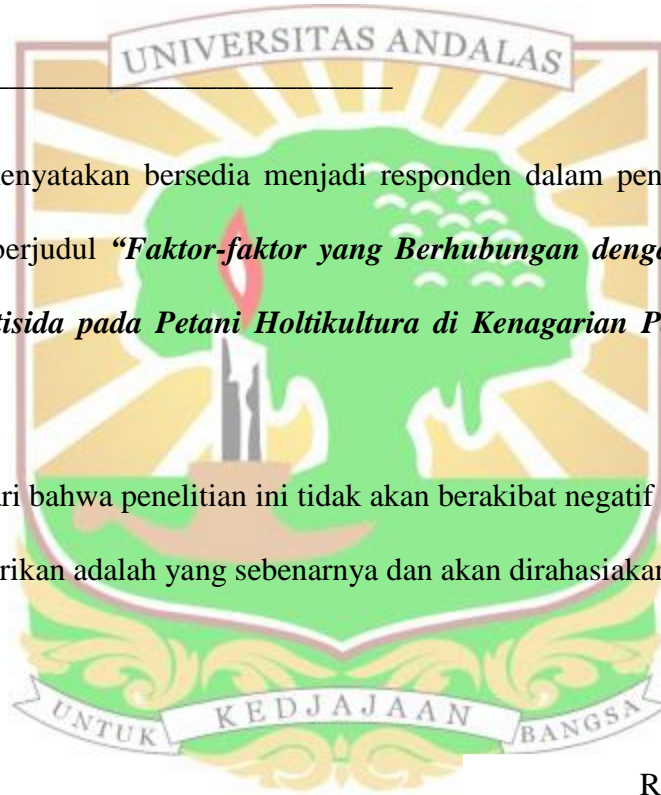 UNIVERSITAS ANDALAS
enyatakan bersedia menjadi responden dalam pen
berjudul “Faktor-faktor yang Berhubungan denga
tisida pada Petani Holtikultura di Kenagarian P
ri bahwa penelitian ini tidak akan berakibat negatif
rikan adalah yang sebenarnya dan akan dirahasiakan
UNTUK KEDJAJAAN BANGSA
R